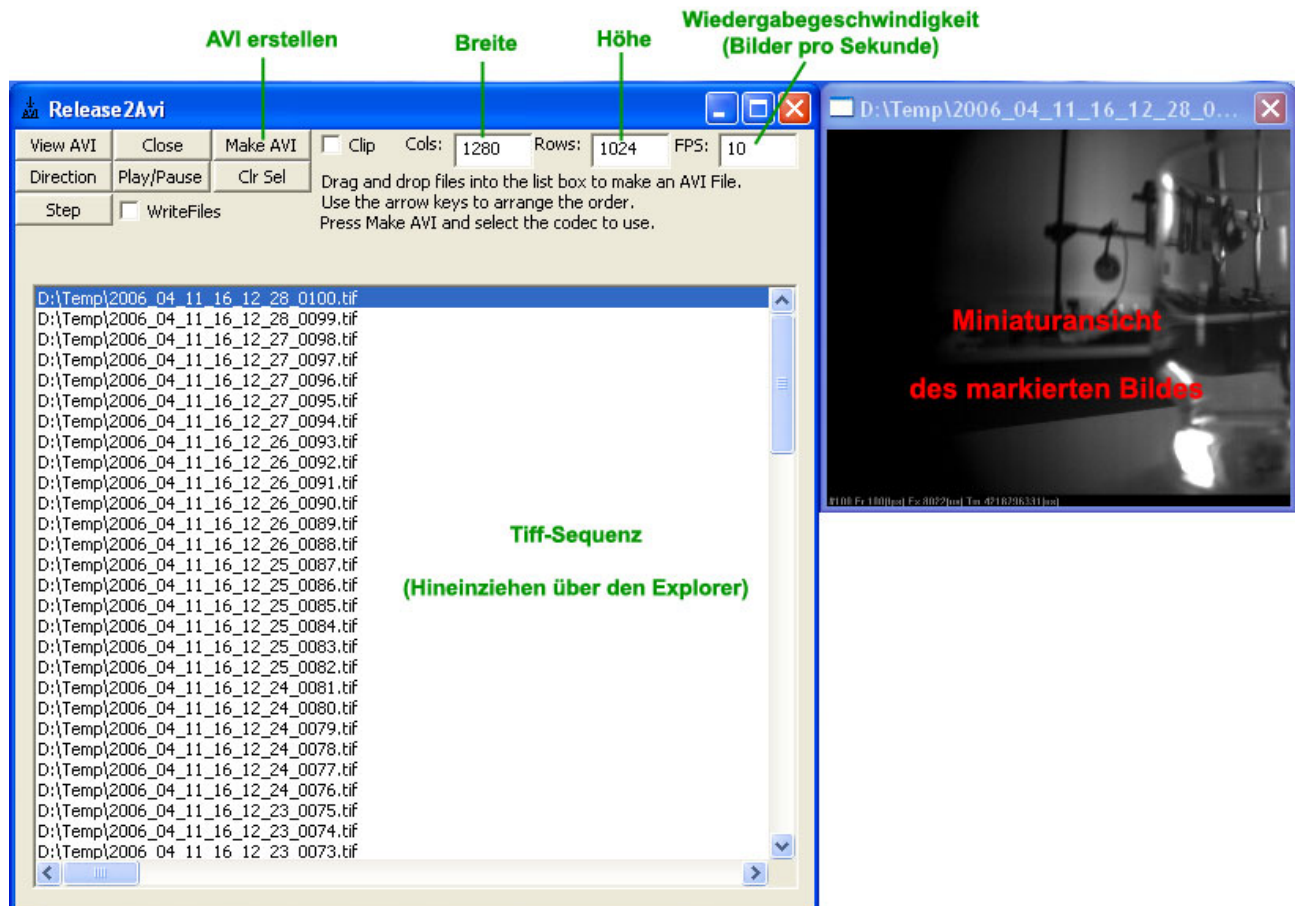 AVI erstellen
Breite
Höhe
Wiedergabegeschwindigkeit
(Bilder pro Sekunde)
Release2Avi
View AVI
Close
Make AVI
Clip
Cols:
1280
Rows:
1024
FPS:
10
Direction
Play/Pause
Clr Sel
Step
WriteFiles
Drag and drop files into the list box to make an AVI File.
Use the arrow keys to arrange the order.
Press Make AVI and select the codec to use.
D:\Temp\2006_04_11_16_12_28_0100.tif
D:\Temp\2006_04_11_16_12_28_0099.tif
D:\Temp\2006_04_11_16_12_27_0098.tif
D:\Temp\2006_04_11_16_12_27_0097.tif
D:\Temp\2006_04_11_16_12_27_0096.tif
D:\Temp\2006_04_11_16_12_27_0095.tif
D:\Temp\2006_04_11_16_12_27_0094.tif
D:\Temp\2006_04_11_16_12_26_0093.tif
D:\Temp\2006_04_11_16_12_26_0092.tif
D:\Temp\2006_04_11_16_12_26_0091.tif
D:\Temp\2006_04_11_16_12_26_0090.tif
D:\Temp\2006_04_11_16_12_26_0089.tif
D:\Temp\2006_04_11_16_12_26_0088.tif
D:\Temp\2006_04_11_16_12_25_0087.tif
D:\Temp\2006_04_11_16_12_25_0086.tif
D:\Temp\2006_04_11_16_12_25_0085.tif
D:\Temp\2006_04_11_16_12_25_0084.tif
D:\Temp\2006_04_11_16_12_25_0083.tif
D:\Temp\2006_04_11_16_12_25_0082.tif
D:\Temp\2006_04_11_16_12_24_0081.tif
D:\Temp\2006_04_11_16_12_24_0080.tif
D:\Temp\2006_04_11_16_12_24_0079.tif
D:\Temp\2006_04_11_16_12_24_0078.tif
D:\Temp\2006_04_11_16_12_24_0077.tif
D:\Temp\2006_04_11_16_12_24_0076.tif
D:\Temp\2006_04_11_16_12_23_0075.tif
D:\Temp\2006_04_11_16_12_23_0074.tif
D:\Temp\2006_04_11_16_12_23_0073.tif
Tiff-Sequenz
(Hineinziehen über den Explorer)
D:\Temp\2006_04_11_16_12_28_0...
Miniaturansicht
des markierten Bildes